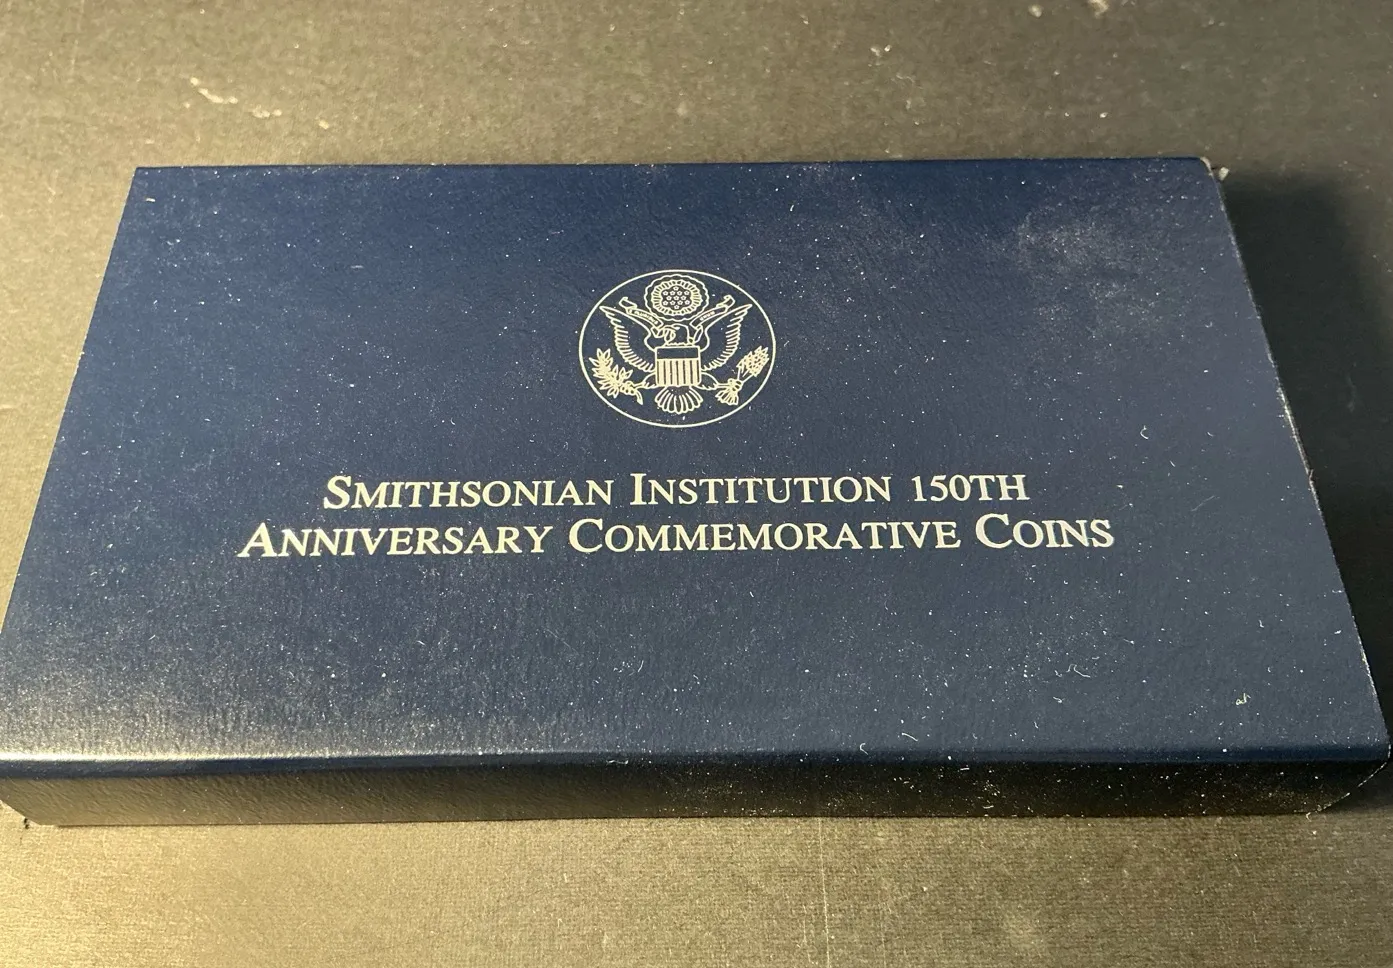 SMITHSONIAN INSTITUTION 150TH
ANNIVERSARY COMMEMORATIVE COINS